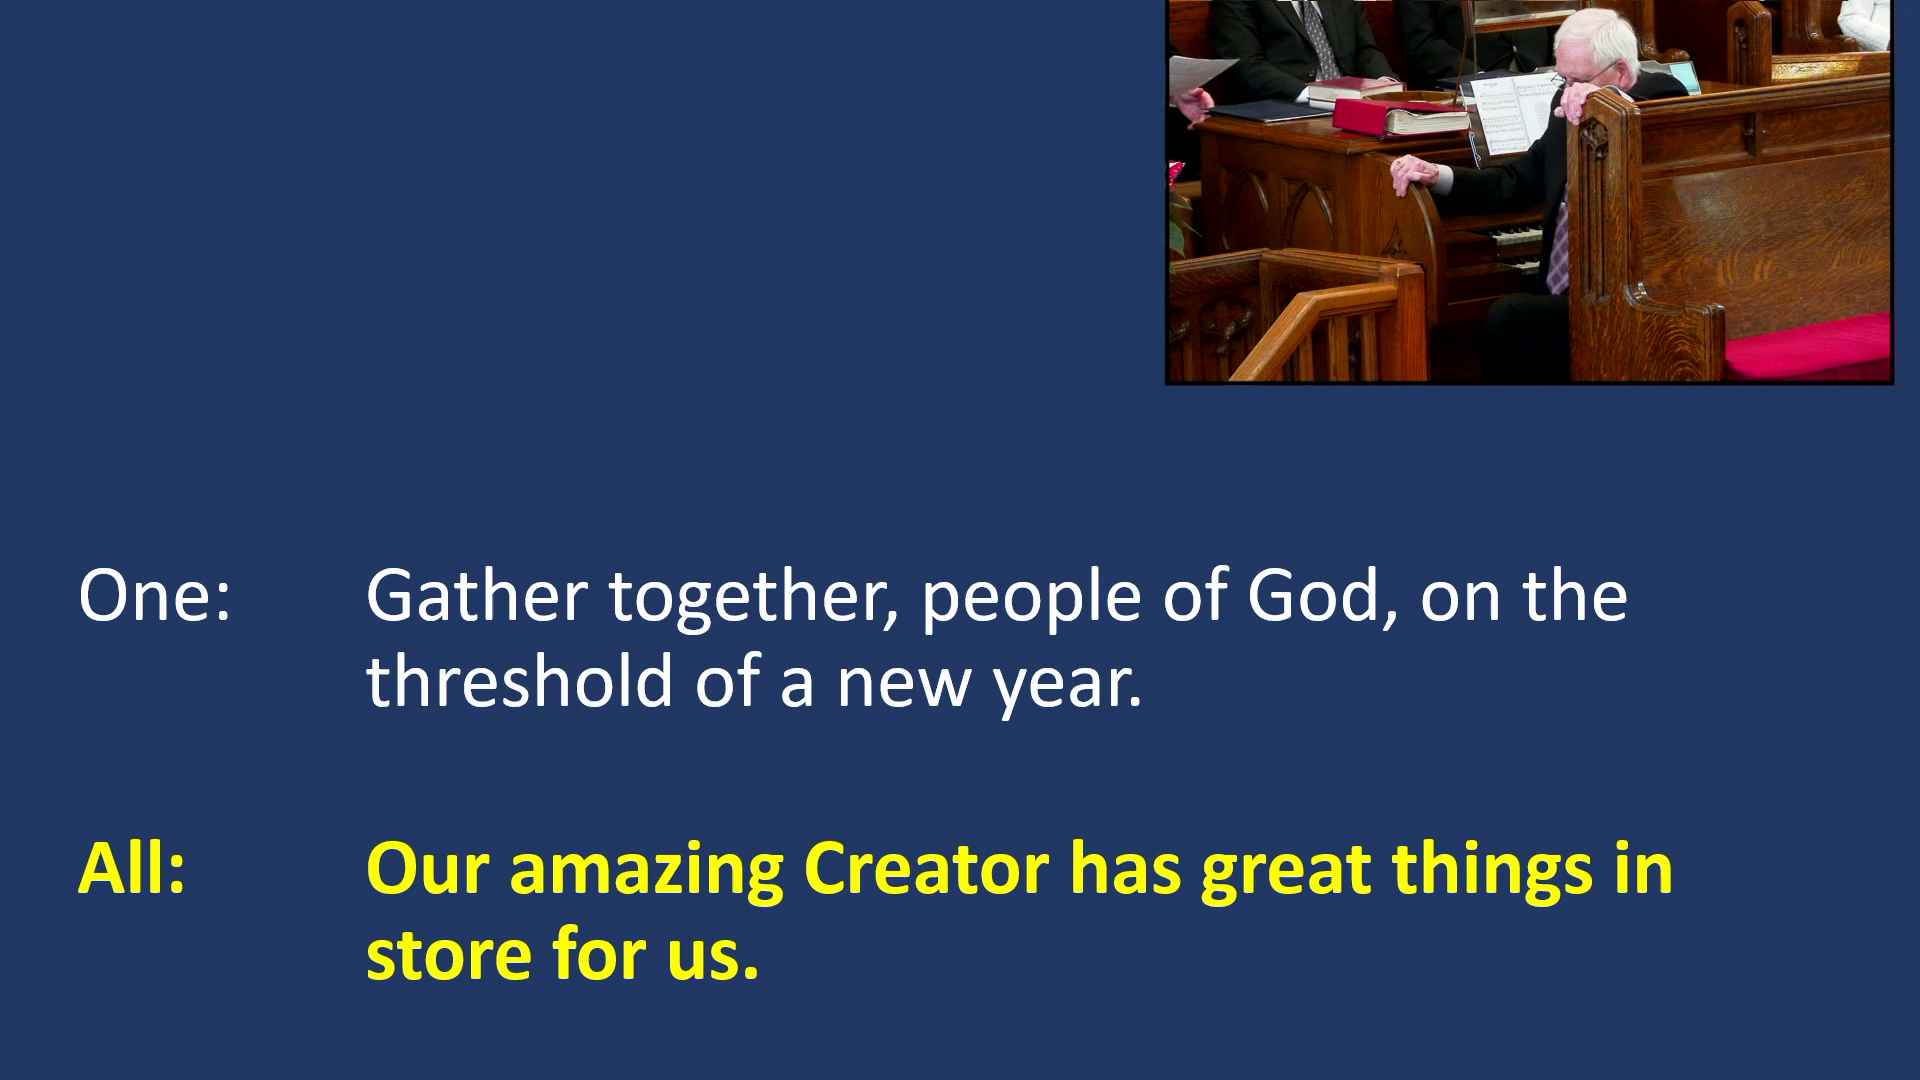 One: Gather together, people of God, on the
threshold of a new year.
All: Our amazing Creator has great things in
store for us.